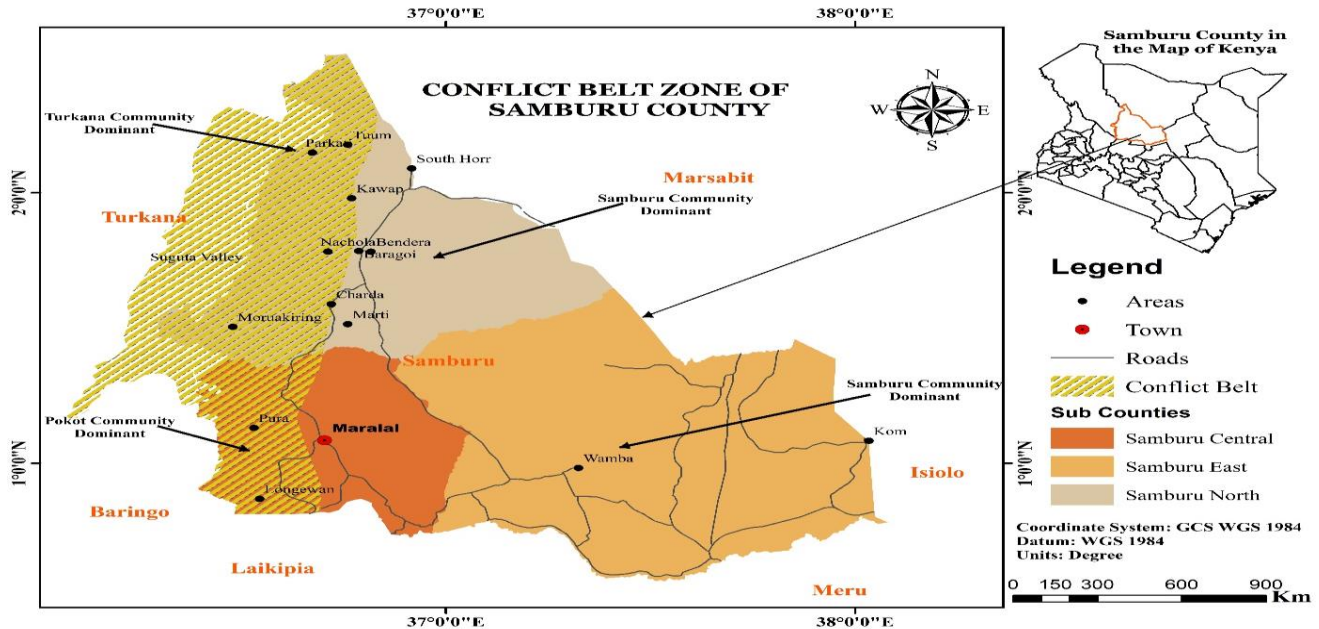 37°0'0"E
38°0'0"E
CONFLICT BELT ZONE OF
SAMBURU COUNTY
N
W
E
S
Samburu County in
the Map of Kenya
Turkana Community
Dominant
Parka
Tuum
South Horr
Marsabit
Kawap
2°0'0"N
2°0'0"N
Samburu Community
Dominant
Turkana
Nachola
Bendera
Baragoi
Suguta Valley
Charda
Marti
Moruakiring
Samburu
Samburu Community
Dominant
Pokot Community
Dominant
Pura
Maralal
Kom
Wamba
1°0'0"N
1°0'0"N
Isiolo
Longewan
Baringo
Laikipia
Meru
37°0'0"E
38°0'0"E
Legend
Areas
Town
Roads
Conflict Belt
Sub Counties
Samburu Central
Samburu East
Samburu North
Coordinate System: GCS WGS 1984
Datum: WGS 1984
Units: Degree
0 150 300 600 900
Km